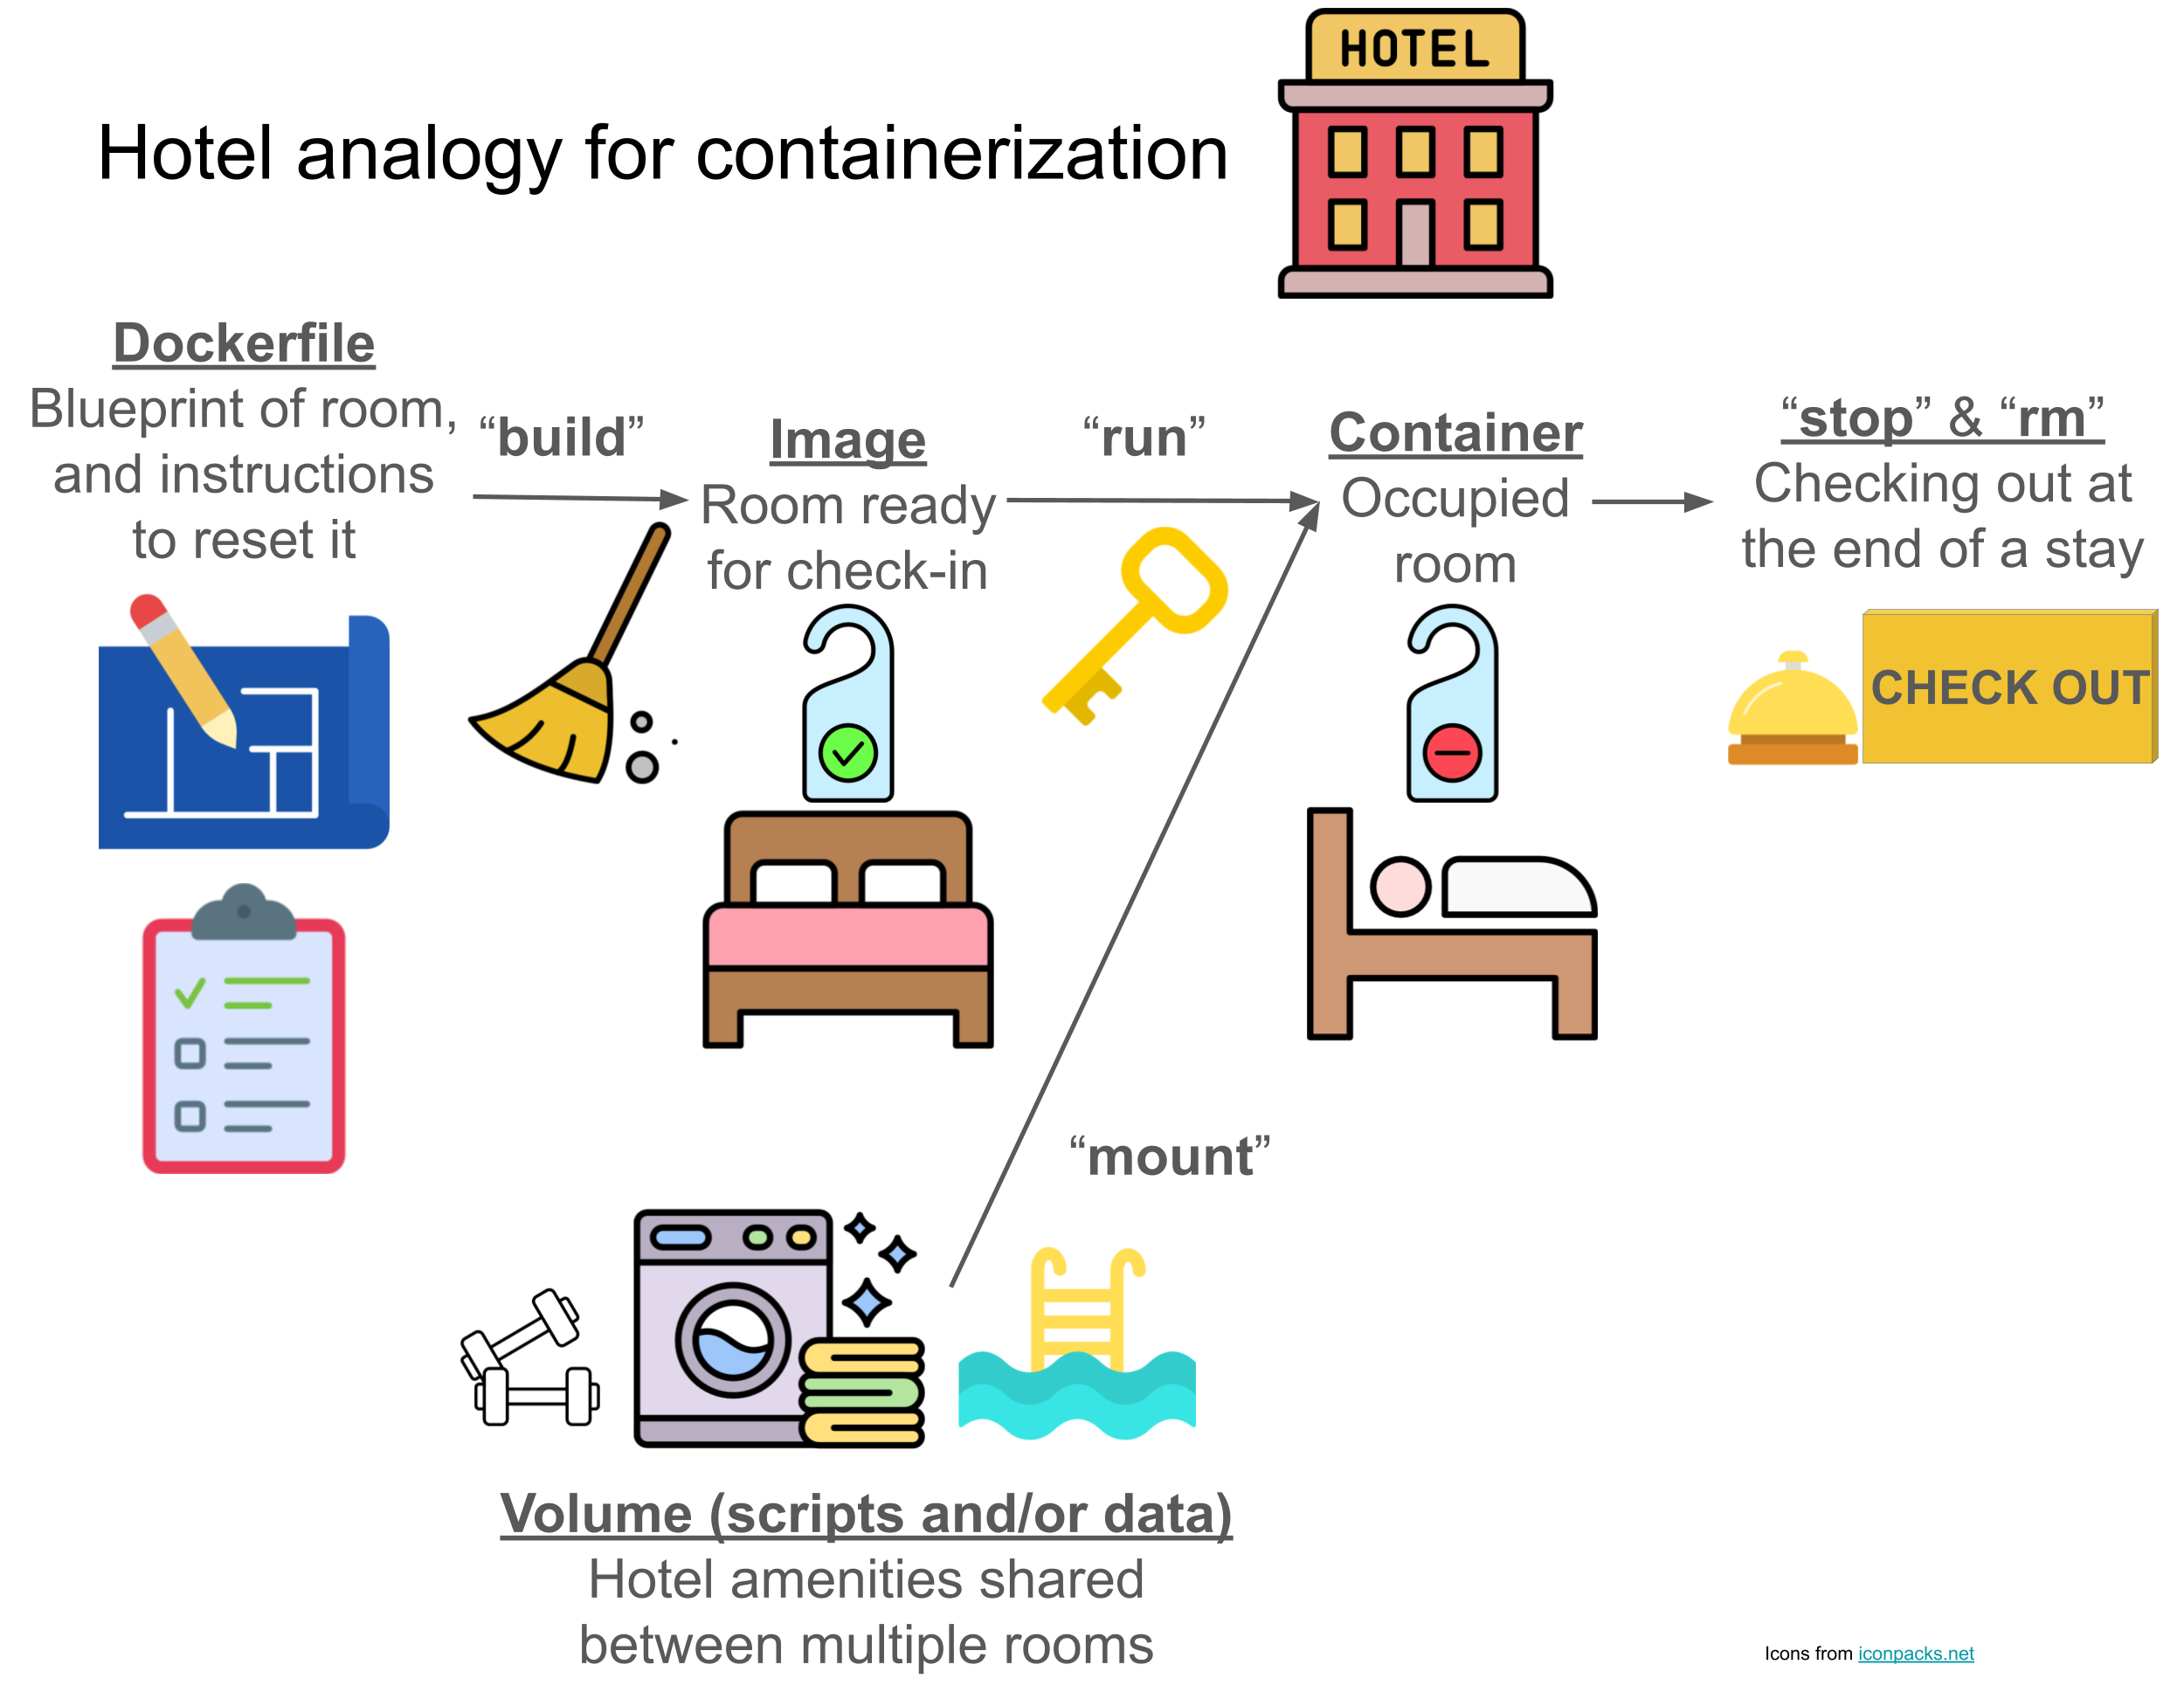 HOTEL
Hotel analogy for containerization
Dockerfile
Blueprint of room,
and instructions
to reset it
“build”
Image
Room ready
for check-in
“run”
Container
Occupied
room
“stop” & “rm”
Checking out at
the end of a stay
CHECK OUT
“mount”
Volume (scripts and/or data)
Hotel amenities shared
between multiple rooms
Icons from iconpacks.net